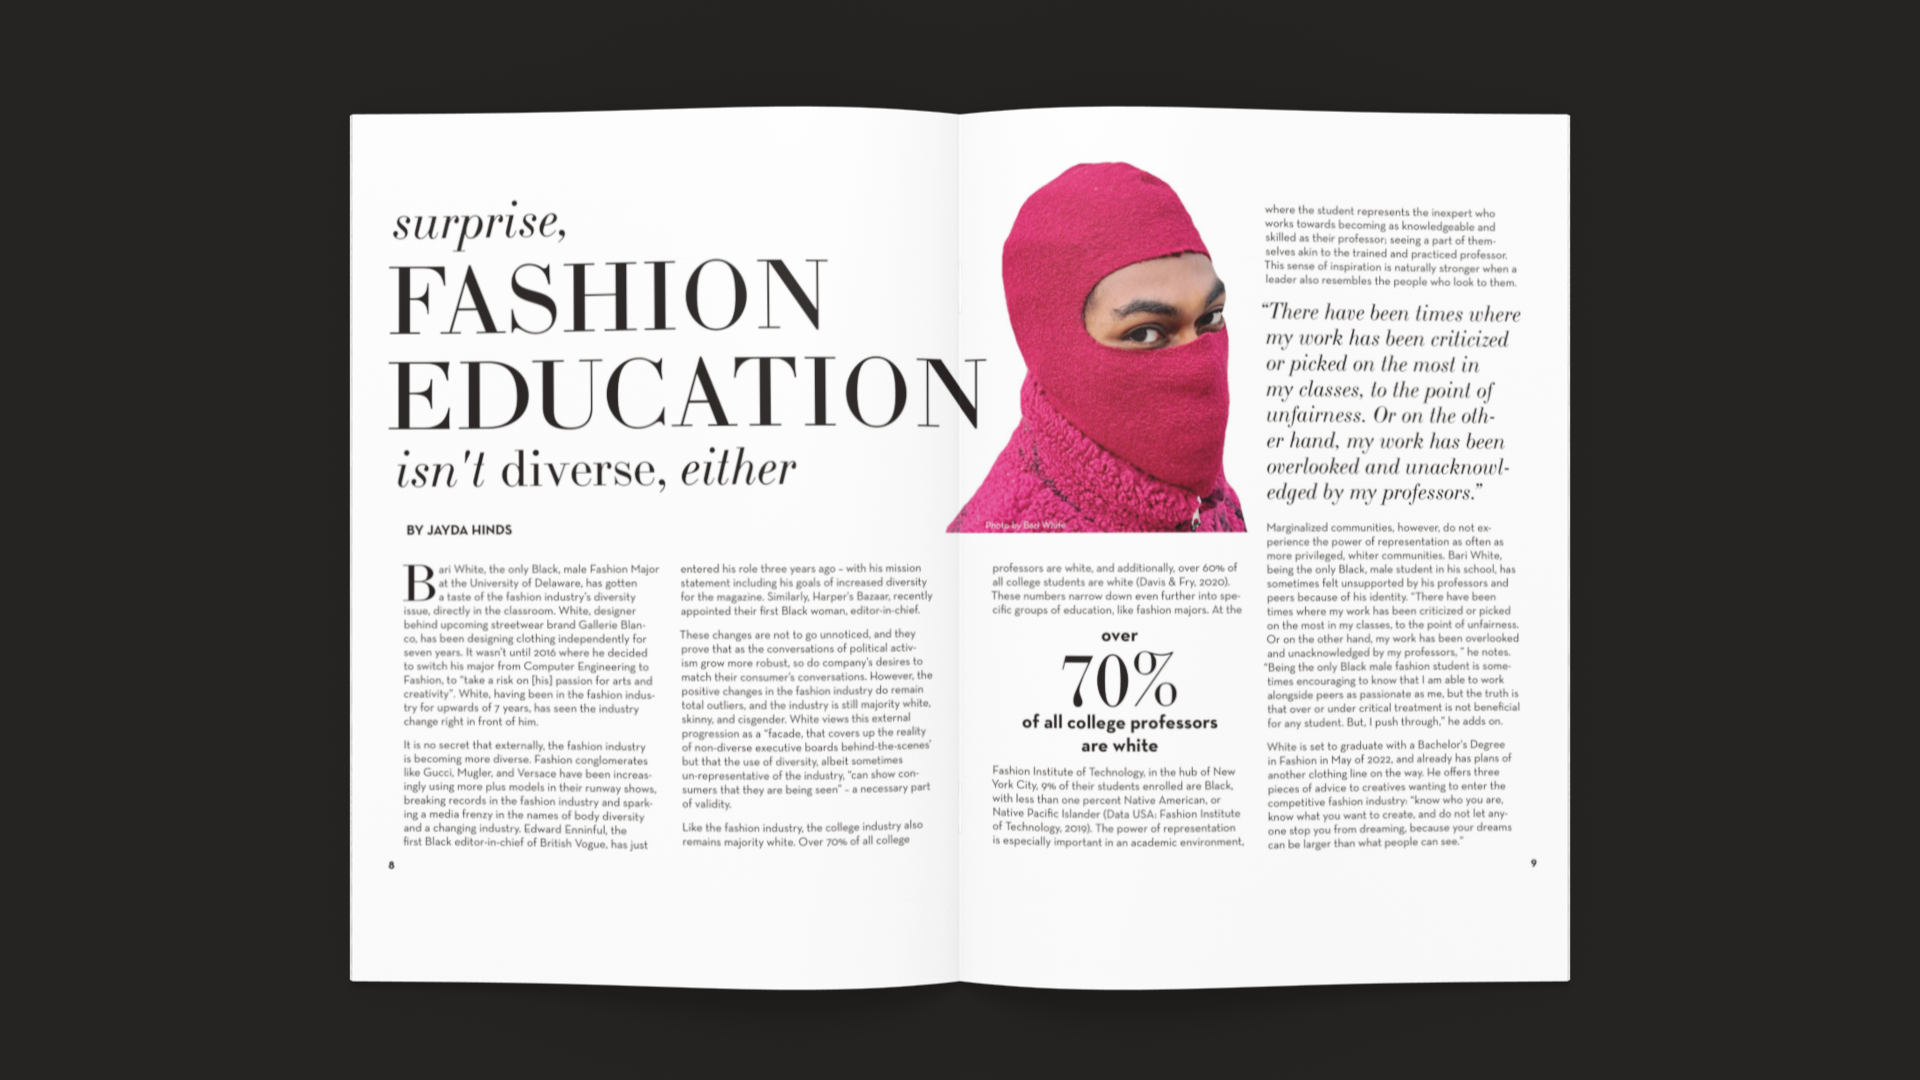 surprise,
FASHION
EDUCATION
isn't diverse, either
BY JAYDA HINDS
Bari White, the only Black, male Fashion Major
at the University of Delaware, has gotten
a taste of the fashion industry's diversity
issue, directly in the classroom. White, designer
behind upcoming streetwear brand Gallerie Blan-
co, has been designing clothing independently for
seven years. It wasn't until 2016 where he decided
to switch his major from Computer Engineering to
Fashion, to "take a risk on [his] passion for arts and
creativity". White, having been in the fashion indus-
try for upwards of 7 years, has seen the industry
change right in front of him.
It is no secret that externally, the fashion industry
is becoming more diverse. Fashion conglomerates
like Gucci, Mugler, and Versace have been increas-
ingly using more plus models in their runway shows,
breaking records in the fashion industry and spark-
ing a media frenzy in the names of body diversity
and a changing industry. Edward Enninful, the
first Black editor-in-chief of British Vogue, has just
8
entered his role three years ago – with his mission
statement including his goals of increased diversity
for the magazine. Similarly, Harper's Bazaar, recently
appointed their first Black woman, editor-in-chief.
These changes are not to go unnoticed, and they
prove that as the conversations of political activ-
ism grow more robust, so do company's desires to
match their consumer's conversations. However, the
positive changes in the fashion industry do remain
total outliers, and the industry is still majority white,
skinny, and cisgender. White views this external
progression as a "facade, that covers up the reality
of non-diverse executive boards behind-the-scenes'
but that the use of diversity, albeit sometimes
un-representative of the industry, "can show con-
sumers that they are being seen" – a necessary part
of validity.
Like the fashion industry, the college industry also
remains majority white. Over 70% of all college
Photo by Bari White
professors are white, and additionally, over 60% of
all college students are white (Davis & Fry, 2020).
These numbers narrow down even further into spe-
cific groups of education, like fashion majors. At the
over
70%
of all college professors
are white
Fashion Institute of Technology, in the hub of New
York City, 9% of their students enrolled are Black,
with less than one percent Native American, or
Native Pacific Islander (Data USA: Fashion Institute
of Technology, 2019). The power of representation
is especially important in an academic environment,
where the student represents the inexpert who
works towards becoming as knowledgeable and
skilled as their professor; seeing a part of them-
selves akin to the trained and practiced professor.
This sense of inspiration is naturally stronger when a
leader also resembles the people who look to them.
"There have been times where
my work has been criticized
or picked on the most in
my classes, to the point of
unfairness. Or on the oth-
er hand, my work has been
overlooked and unacknowl-
edged by my professors."
Marginalized communities, however, do not ex-
perience the power of representation as often as
more privileged, whiter communities. Bari White,
being the only Black, male student in his school, has
sometimes felt unsupported by his professors and
peers because of his identity. "There have been
times where my work has been criticized or picked
on the most in my classes, to the point of unfairness.
Or on the other hand, my work has been overlooked
and unacknowledged by my professors, " he notes.
"Being the only Black male fashion student is some-
times encouraging to know that I am able to work
alongside peers as passionate as me, but the truth is
that over or under critical treatment is not beneficial
for any student. But, I push through," he adds on.
White is set to graduate with a Bachelor's Degree
in Fashion in May of 2022, and already has plans of
another clothing line on the way. He offers three
pieces of advice to creatives wanting to enter the
competitive fashion industry: "know who you are,
know what you want to create, and do not let any-
one stop you from dreaming, because your dreams
can be larger than what people can see."
9